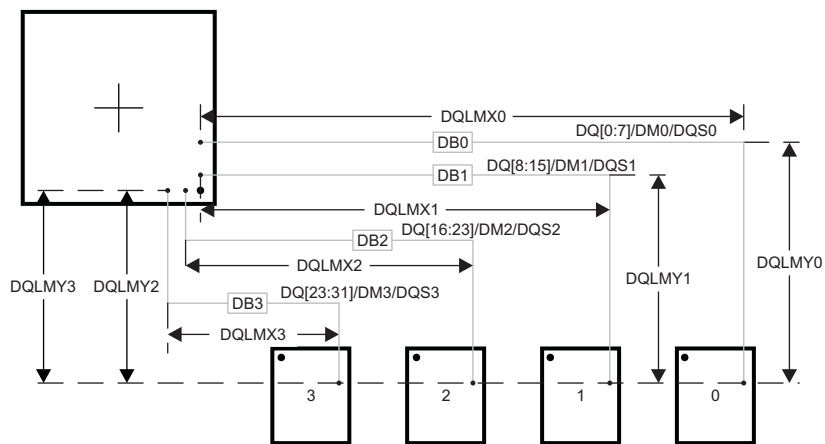 DQLMX0
DQ[0:7]/DM0/DQS0
DB0
DQ[8:15]/DM1/DQS1
DB1
DQLMX1
DQ[16:23]/DM2/DQS2
DB2
DQLMY0
DQLMX2
DQLMY1
DQLMY3
DQLMY2
DQ[23:31]/DM3/DQS3
DB3
DQLMX3
3
2
1
0